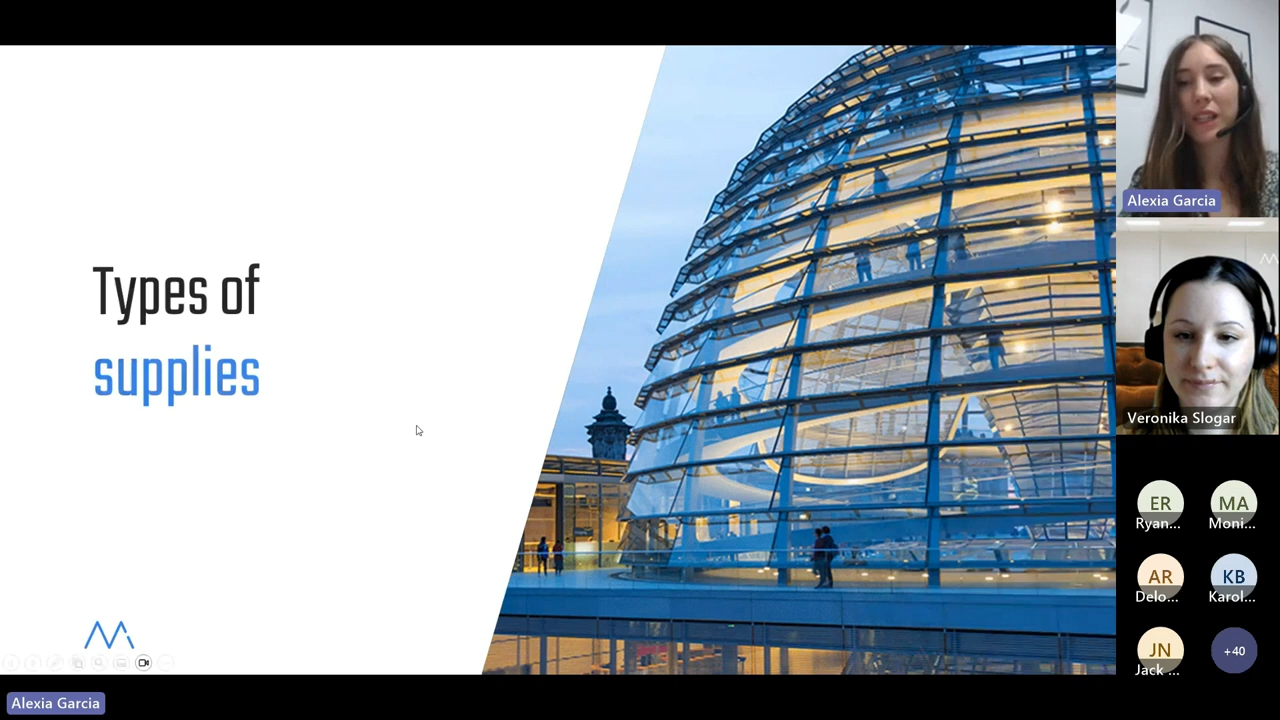 Types of
supplies
Alexia Garcia
Veronika Slogar
ER
Ryan...
MA
Moni...
AR
Delo...
KB
Karol...
JN
Jack ...
+40
Alexia Garcia